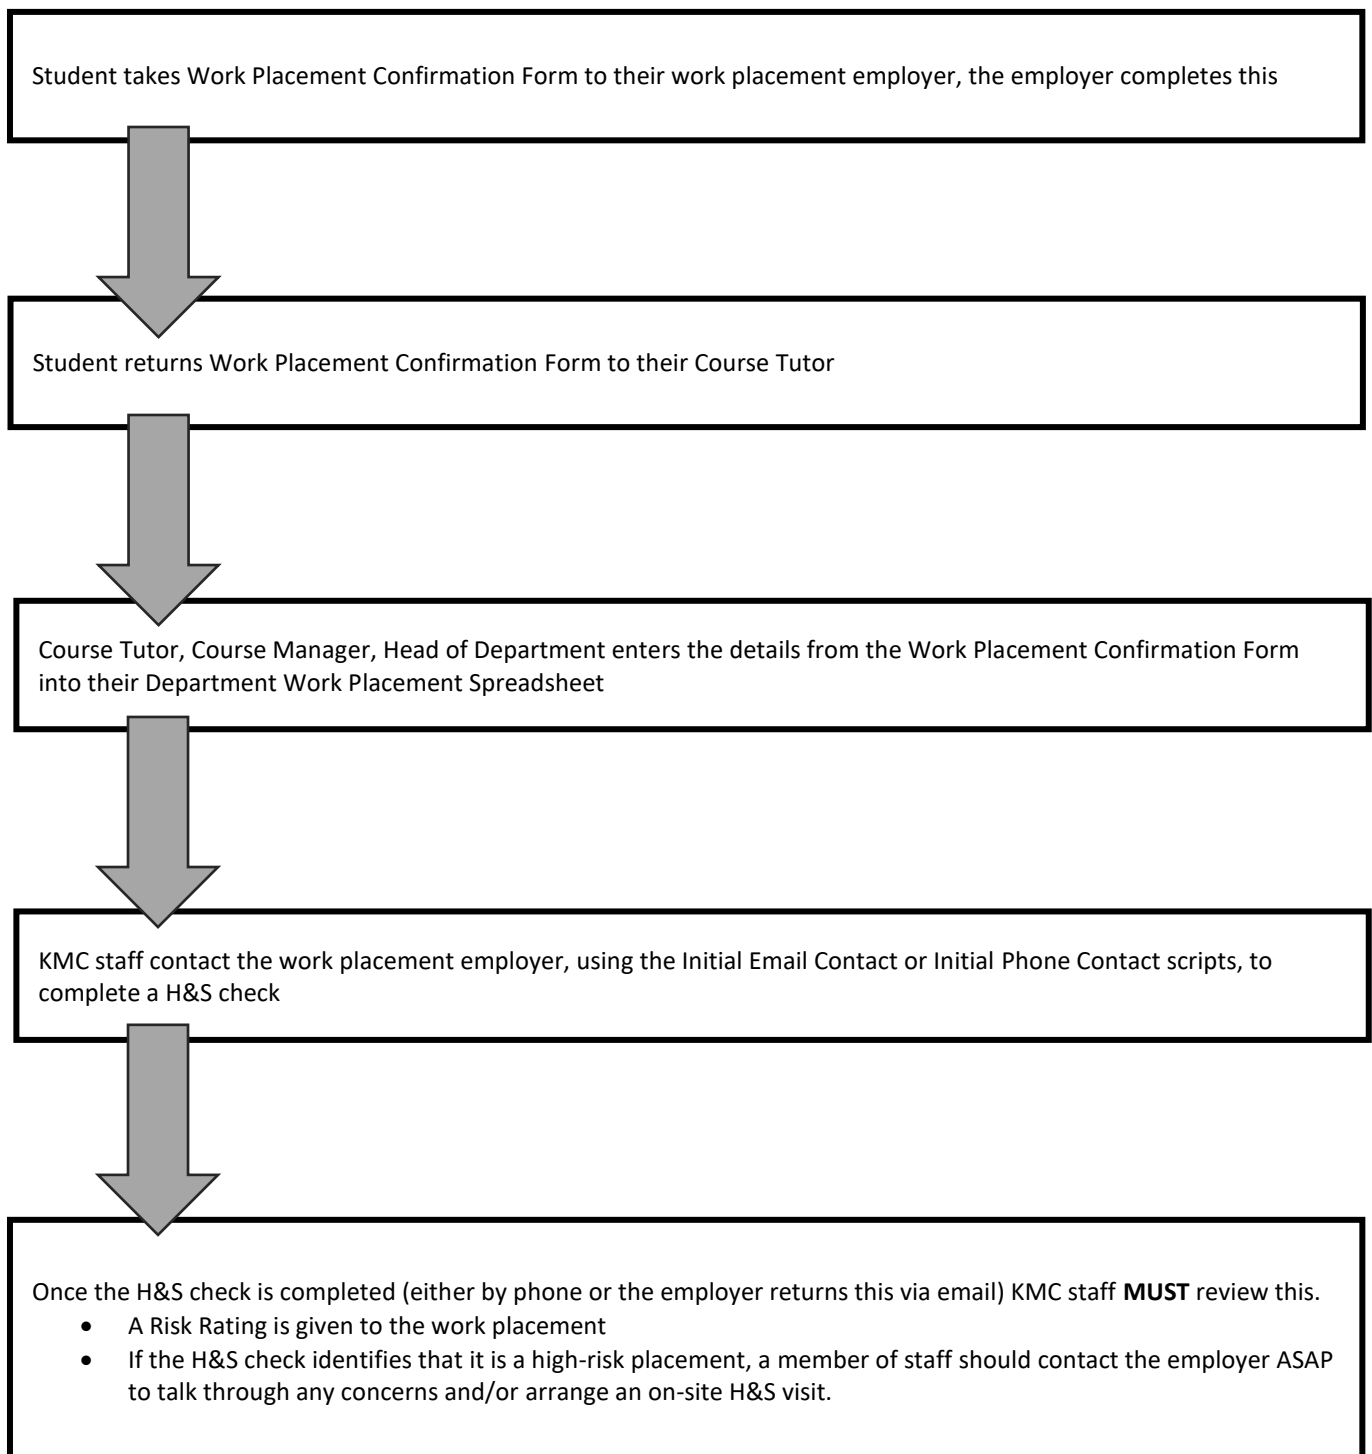 Student takes Work Placement Confirmation Form to their work placement employer, the employer completes this
Student returns Work Placement Confirmation Form to their Course Tutor
Course Tutor, Course Manager, Head of Department enters the details from the Work Placement Confirmation Form
into their Department Work Placement Spreadsheet
KMC staff contact the work placement employer, using the Initial Email Contact or Initial Phone Contact scripts, to
complete a H&S check
Once the H&S check is completed (either by phone or the employer returns this via email) KMC staff MUST review this.
• A Risk Rating is given to the work placement
• If the H&S check identifies that it is a high-risk placement, a member of staff should contact the employer ASAP
to talk through any concerns and/or arrange an on-site H&S visit.